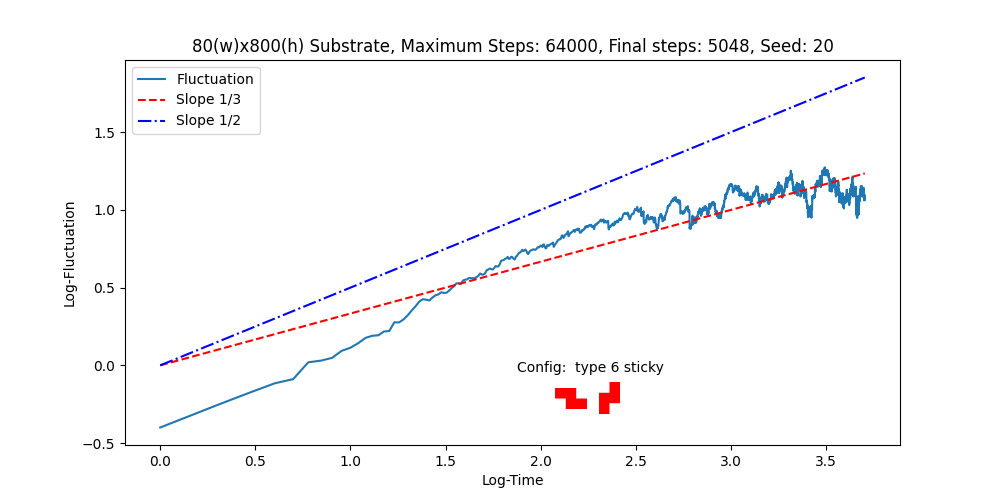 80(w)x800(h) Substrate, Maximum Steps: 64000, Final steps: 5048, Seed: 20
Fluctuation
Slope 1/3
Slope 1/2
Log-Fluctuation
1.5
1.0
0.5
0.0
−0.5
Config:  type 6 sticky
0.0 0.5 1.0 1.5 2.0 2.5 3.0 3.5
Log-Time